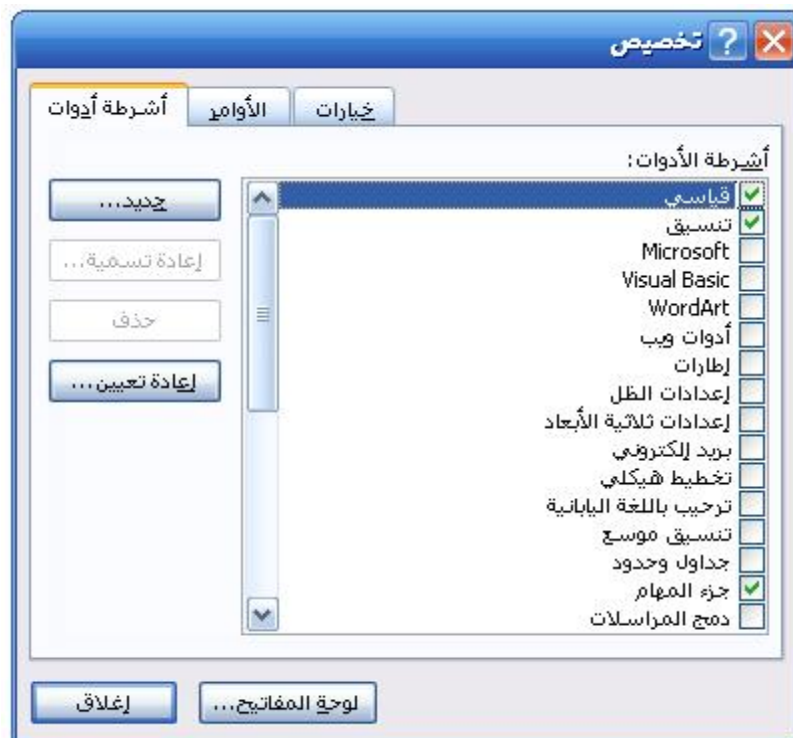 تخصيص
أشرطة أدوات
الأوامر
خيارات
أشرطة الأدوات:
قياسي
تنسيق
Microsoft
Visual Basic
WordArt
أدوات ويب
إطارات
إعدادات الظل
إعدادات ثلاثية الأبعاد
بريد إلكتروني
تخطيط هيكلي
ترحيب باللغة اليابانية
تنسيق موسع
جداول وحدود
جزء المهام
دمج المراسلات
جديد...
إعادة تسمية...
حذف
إعادة تعيين...
لوحة المفاتيح...
إغلاق